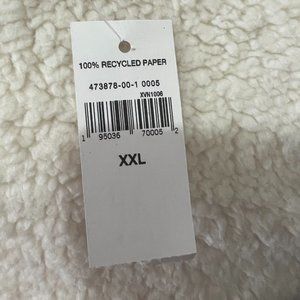 100% RECYCLED PAPER
473878-00-1 0005
XVN1006
1 95036 70005 2
XXL